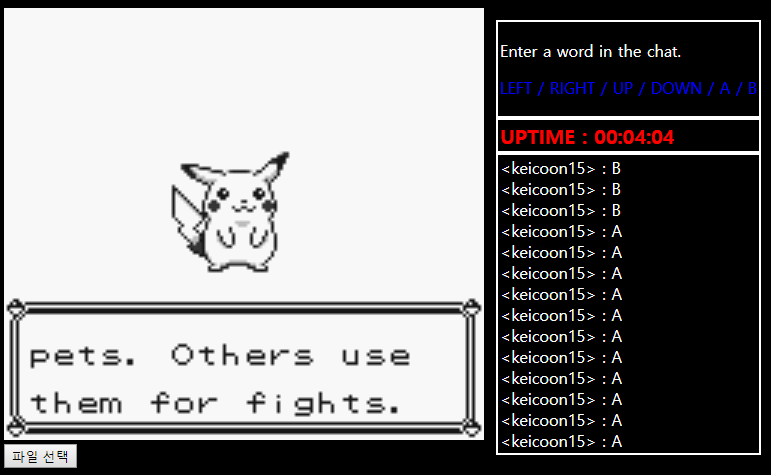 pets. Others use
them for fights.
파일 선택
Enter a word in the chat.
LEFT / RIGHT / UP / DOWN / A / B
UPTIME : 00:04:04
<keicoon15> : B
<keicoon15> : B
<keicoon15> : B
<keicoon15> : A
<keicoon15> : A
<keicoon15> : A
<keicoon15> : A
<keicoon15> : A
<keicoon15> : A
<keicoon15> : A
<keicoon15> : A
<keicoon15> : A
<keicoon15> : A
<keicoon15> : A